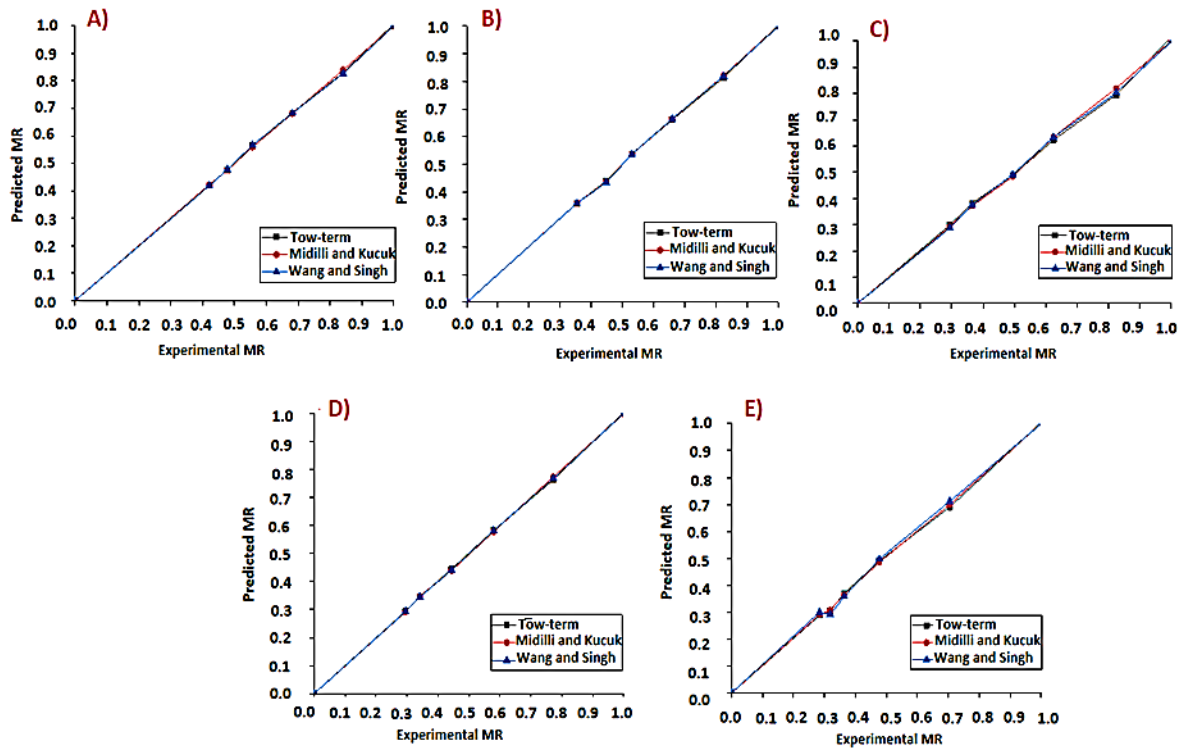 A)
1.0
0.9
0.8
0.7
0.6
0.5
0.4
0.3
0.2
0.1
0.0
Predicted MR
Tow-term
Midilli and Kucuk
Wang and Singh
0.0 0.1 0.2 0.3 0.4 0.5 0.6 0.7 0.8 0.9 1.0
Experimental MR
B)
1.0
0.9
0.8
0.7
0.6
0.5
0.4
0.3
0.2
0.1
0.0
Predicted MR
Tow-term
Midilli and Kucuk
Wang and Singh
0.0 0.1 0.2 0.3 0.4 0.5 0.6 0.7 0.8 0.9 1.0
Experimental MR
C)
1.0
0.9
0.8
0.7
0.6
0.5
0.4
0.3
0.2
0.1
0.0
Predicted MR
Tow-term
Midilli and Kucuk
Wang and Singh
0.0 0.1 0.2 0.3 0.4 0.5 0.6 0.7 0.8 0.9 1.0
Experimental MR
D)
1.0
0.9
0.8
0.7
0.6
0.5
0.4
0.3
0.2
0.1
0.0
Predicted MR
Tow-term
Midilli and Kucuk
Wang and Singh
0.0 0.1 0.2 0.3 0.4 0.5 0.6 0.7 0.8 0.9 1.0
Experimental MR
E)
1.0
0.9
0.8
0.7
0.6
0.5
0.4
0.3
0.2
0.1
0.0
Predicted MR
Tow-term
Midilli and Kucuk
Wang and Singh
0.0 0.1 0.2 0.3 0.4 0.5 0.6 0.7 0.8 0.9 1.0
Experimental MR